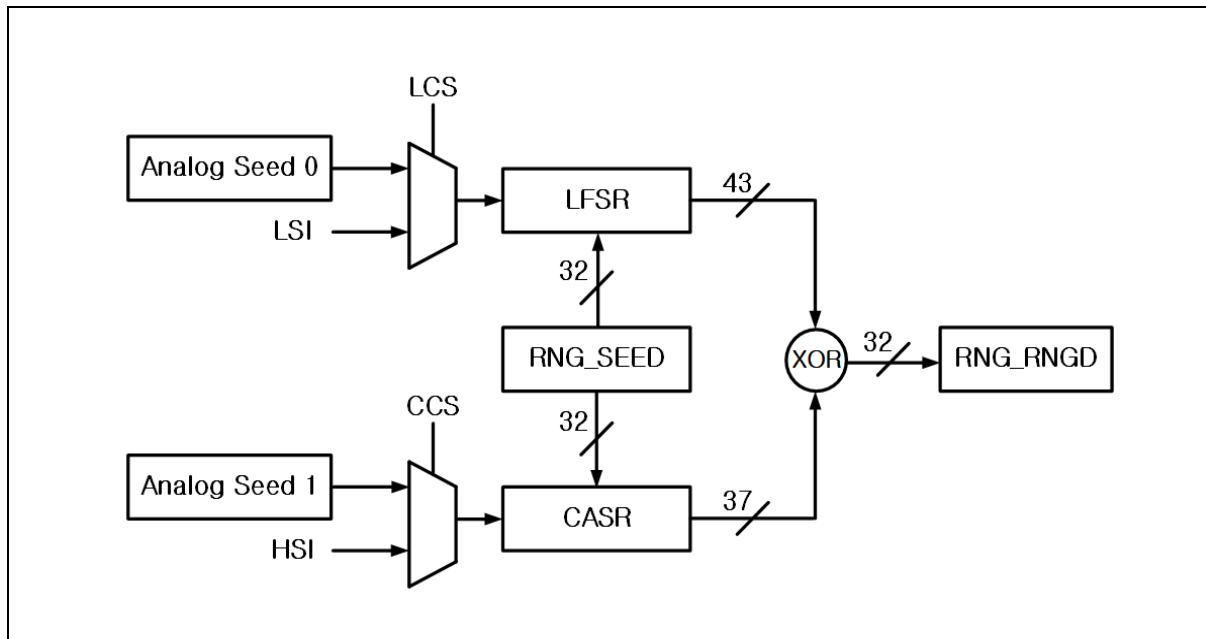 LCS
Analog Seed 0
LSI
LFSR
43
32
RNG_SEED
XOR
32
RNG_RNGD
CCS
32
Analog Seed 1
HSI
CASR
37